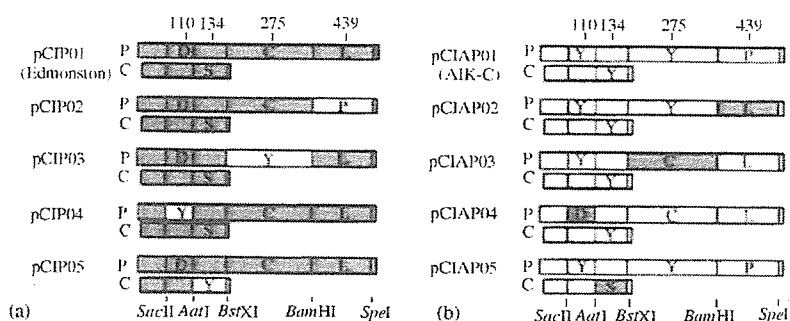 110 134 275 439
pCIP01 P D C L
(Edmonston) C S
pCIP02 P D C P
C S
pCIP03 P D Y L
C S
pCIP04 P Y C L
C S
pCIP05 P D C L
C Y
(a) SacII AatI BstXI BamHI SpeI
110 134 275 439
pCIAP01 P Y Y P
(AIK-C) C Y
pCIAP02 P Y Y L
C Y
pCIAP03 P Y C L
C Y
pCIAP04 P D C L
C Y
pCIAP05 P Y Y P
C S
(b) SacII AatI BstXI BamHI SpeI